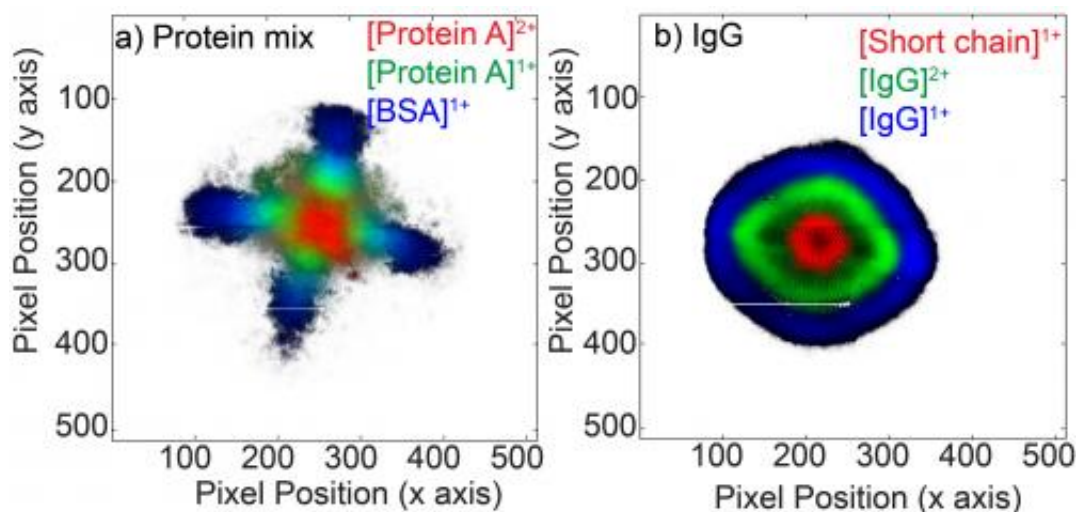 a) Protein mix
[Protein A]2+
[Protein A]1+
[BSA]1+
Pixel Position (y axis)
100
200
300
400
500
100 200 300 400 500
Pixel Position (x axis)
b) IgG
[Short chain]1+
[IgG]2+
[IgG]1+
Pixel Position (y axis)
100
200
300
400
500
100 200 300 400 500
Pixel Position (x axis)